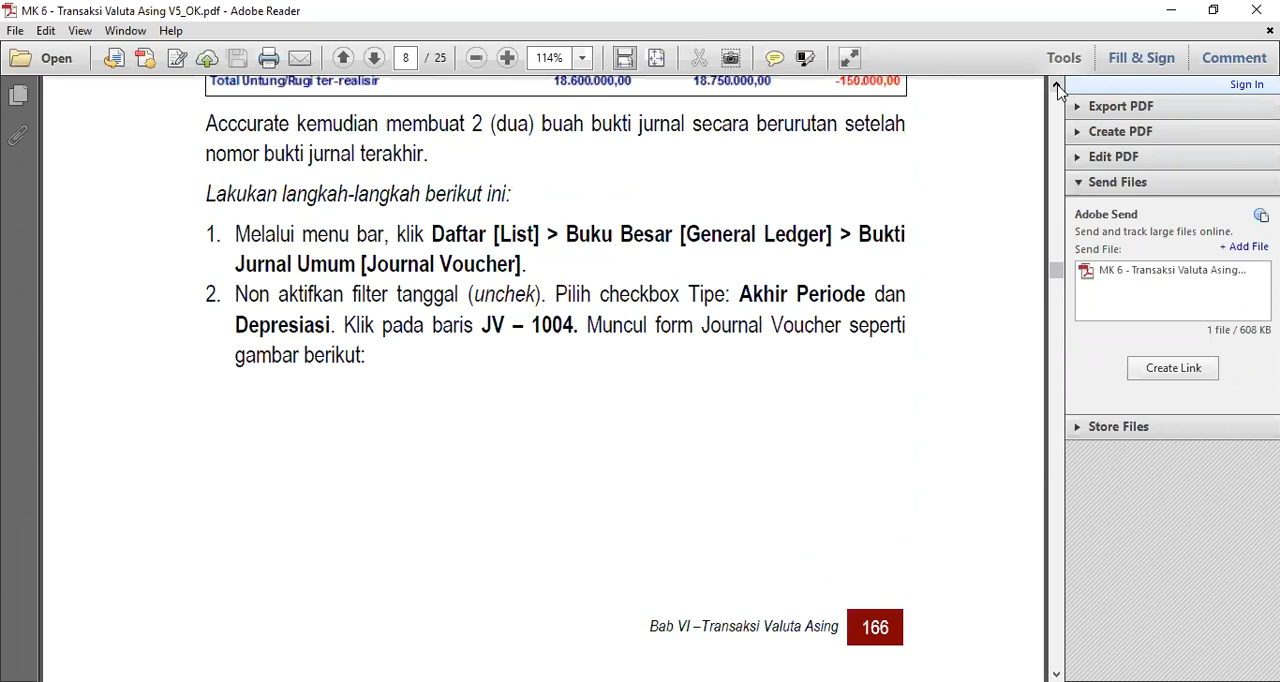 MK 6 - Transaksi Valuta Asing V5_OK.pdf - Adobe Reader
File Edit View Window Help
Open 8 / 25 114% Tools Fill & Sign Comment
Total Untung/Rugi ter-realisir 18.600.000,00 18.750.000,00 -150.000,00
Acccurate kemudian membuat 2 (dua) buah bukti jurnal secara berurutan setelah
nomor bukti jurnal terakhir.
Lakukan langkah-langkah berikut ini:
1. Melalui menu bar, klik Daftar [List] > Buku Besar [General Ledger] > Bukti
Jurnal Umum [Journal Voucher].
2. Non aktifkan filter tanggal (unchek). Pilih checkbox Tipe: Akhir Periode dan
Depresiasi. Klik pada baris JV – 1004. Muncul form Journal Voucher seperti
gambar berikut:
Bab VI –Transaksi Valuta Asing 166
Sign In
Export PDF
Create PDF
Edit PDF
Send Files
Adobe Send
Send and track large files online.
Send File: + Add File
MK 6 - Transaksi Valuta Asing...
1 file / 608 KB
Create Link
Store Files